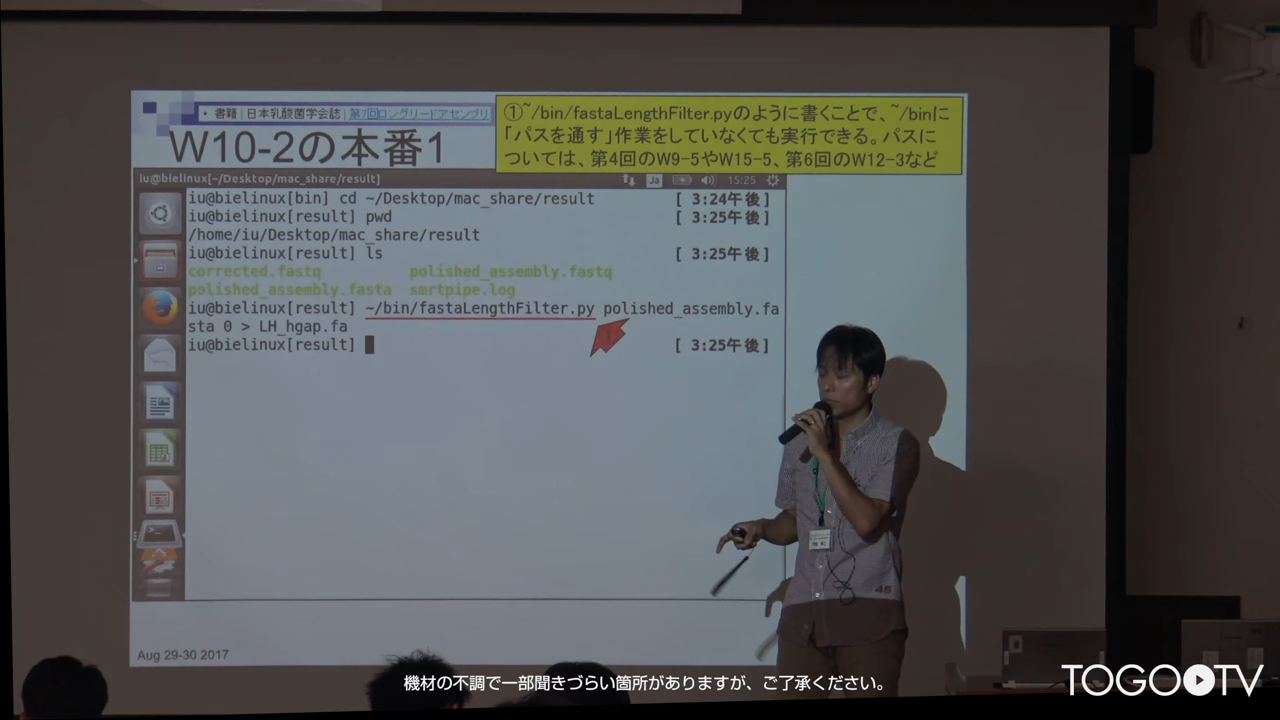 ・ 書籍 | 日本乳酸菌学会誌 | 第7回ロングリードアセンブリ
W10-2の本番1
①~/bin/fastaLengthFilter.pyのように書くことで、~/binに
「パスを通す」作業をしていなくても実行できる。パスに
ついては、第4回のW9-5やW15-5、第6回のW12-3など
iu@bielinux[~/Desktop/mac_share/result]
Ja
15:25
iu@bielinux[bin] cd ~/Desktop/mac_share/result [ 3:24午後]
iu@bielinux[result] pwd [ 3:25午後]
/home/iu/Desktop/mac_share/result
iu@bielinux[result] ls [ 3:25午後]
corrected.fastq polished_assembly.fastq
polished_assembly.fasta smrtpipe.log
iu@bielinux[result] ~/bin/fastaLengthFilter.py polished_assembly.fa
sta 0 > LH_hgap.fa
①
iu@bielinux[result] [ 3:25午後]
45
Aug 29-30 2017
機材の不調で一部聞きづらい箇所がありますが、ご了承ください。
TOGOTV